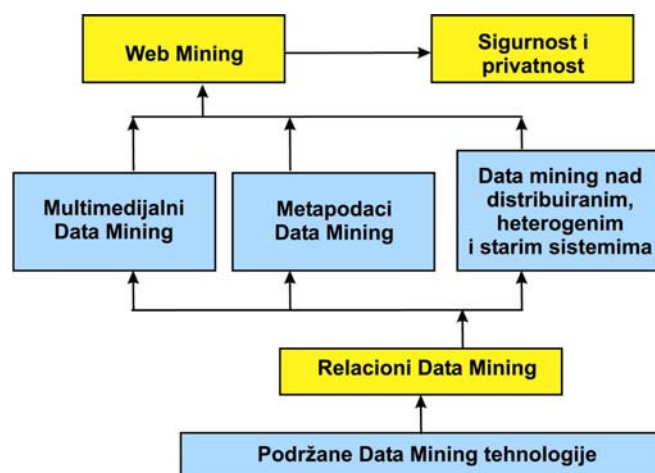 Web Mining
Sigurnost i
privatnost
Multimedijalni
Data Mining
Metapodaci
Data Mining
Data mining nad
distribuiranim,
heterogenim
i starim sistemima
Relacioni Data Mining
Podržane Data Mining tehnologije